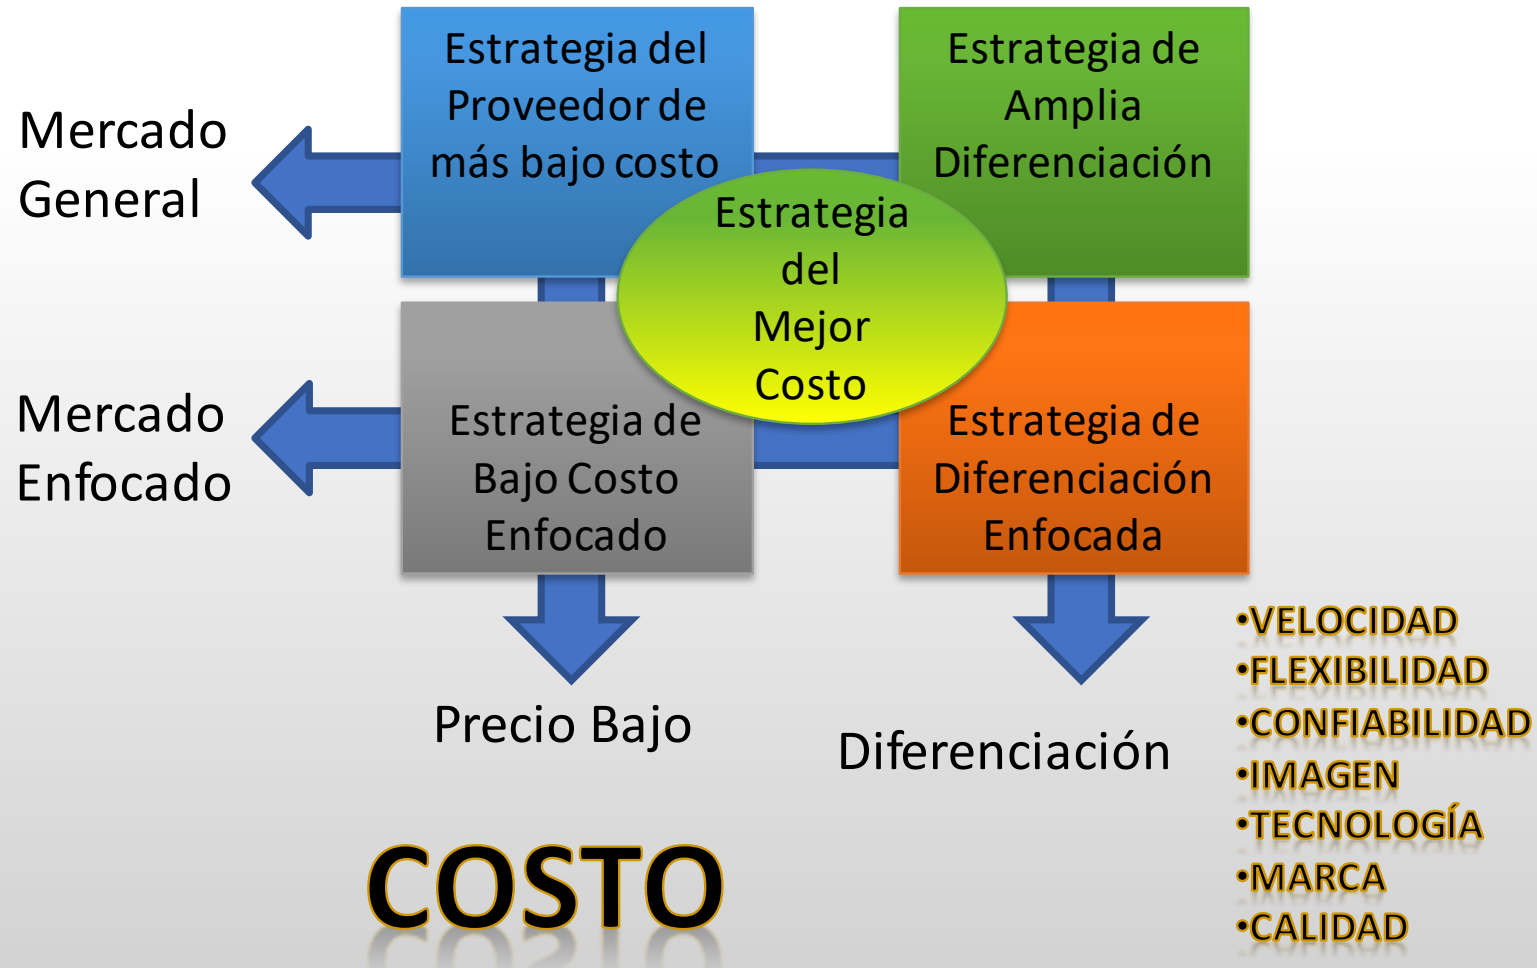 Estrategia del
Proveedor de
más bajo costo
Estrategia de
Amplia
Diferenciación
Mercado
General
Estrategia
del
Mejor
Costo
Mercado
Enfocado
Estrategia de
Bajo Costo
Enfocado
Estrategia de
Diferenciación
Enfocada
Precio Bajo
Diferenciación
•VELOCIDAD
•FLEXIBILIDAD
•CONFIABILIDAD
•IMAGEN
•TECNOLOGÍA
•MARCA
•CALIDAD
COSTO